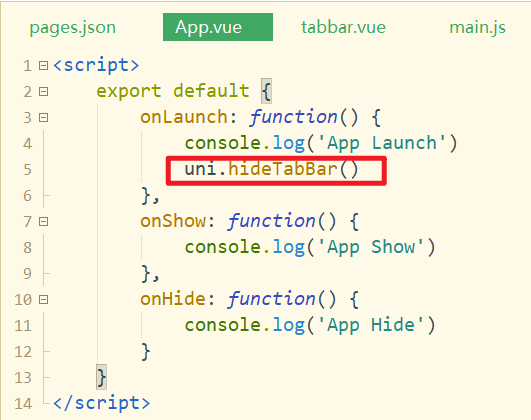 pages.json App.vue tabbar.vue main.js
1 <script>
2 export default {
3 onLaunch: function() {
4 console.log('App Launch')
5 uni.hideTabBar()
6 },
7 onShow: function() {
8 console.log('App Show')
9 },
10 onHide: function() {
11 console.log('App Hide')
12 }
13 }
14 </script>